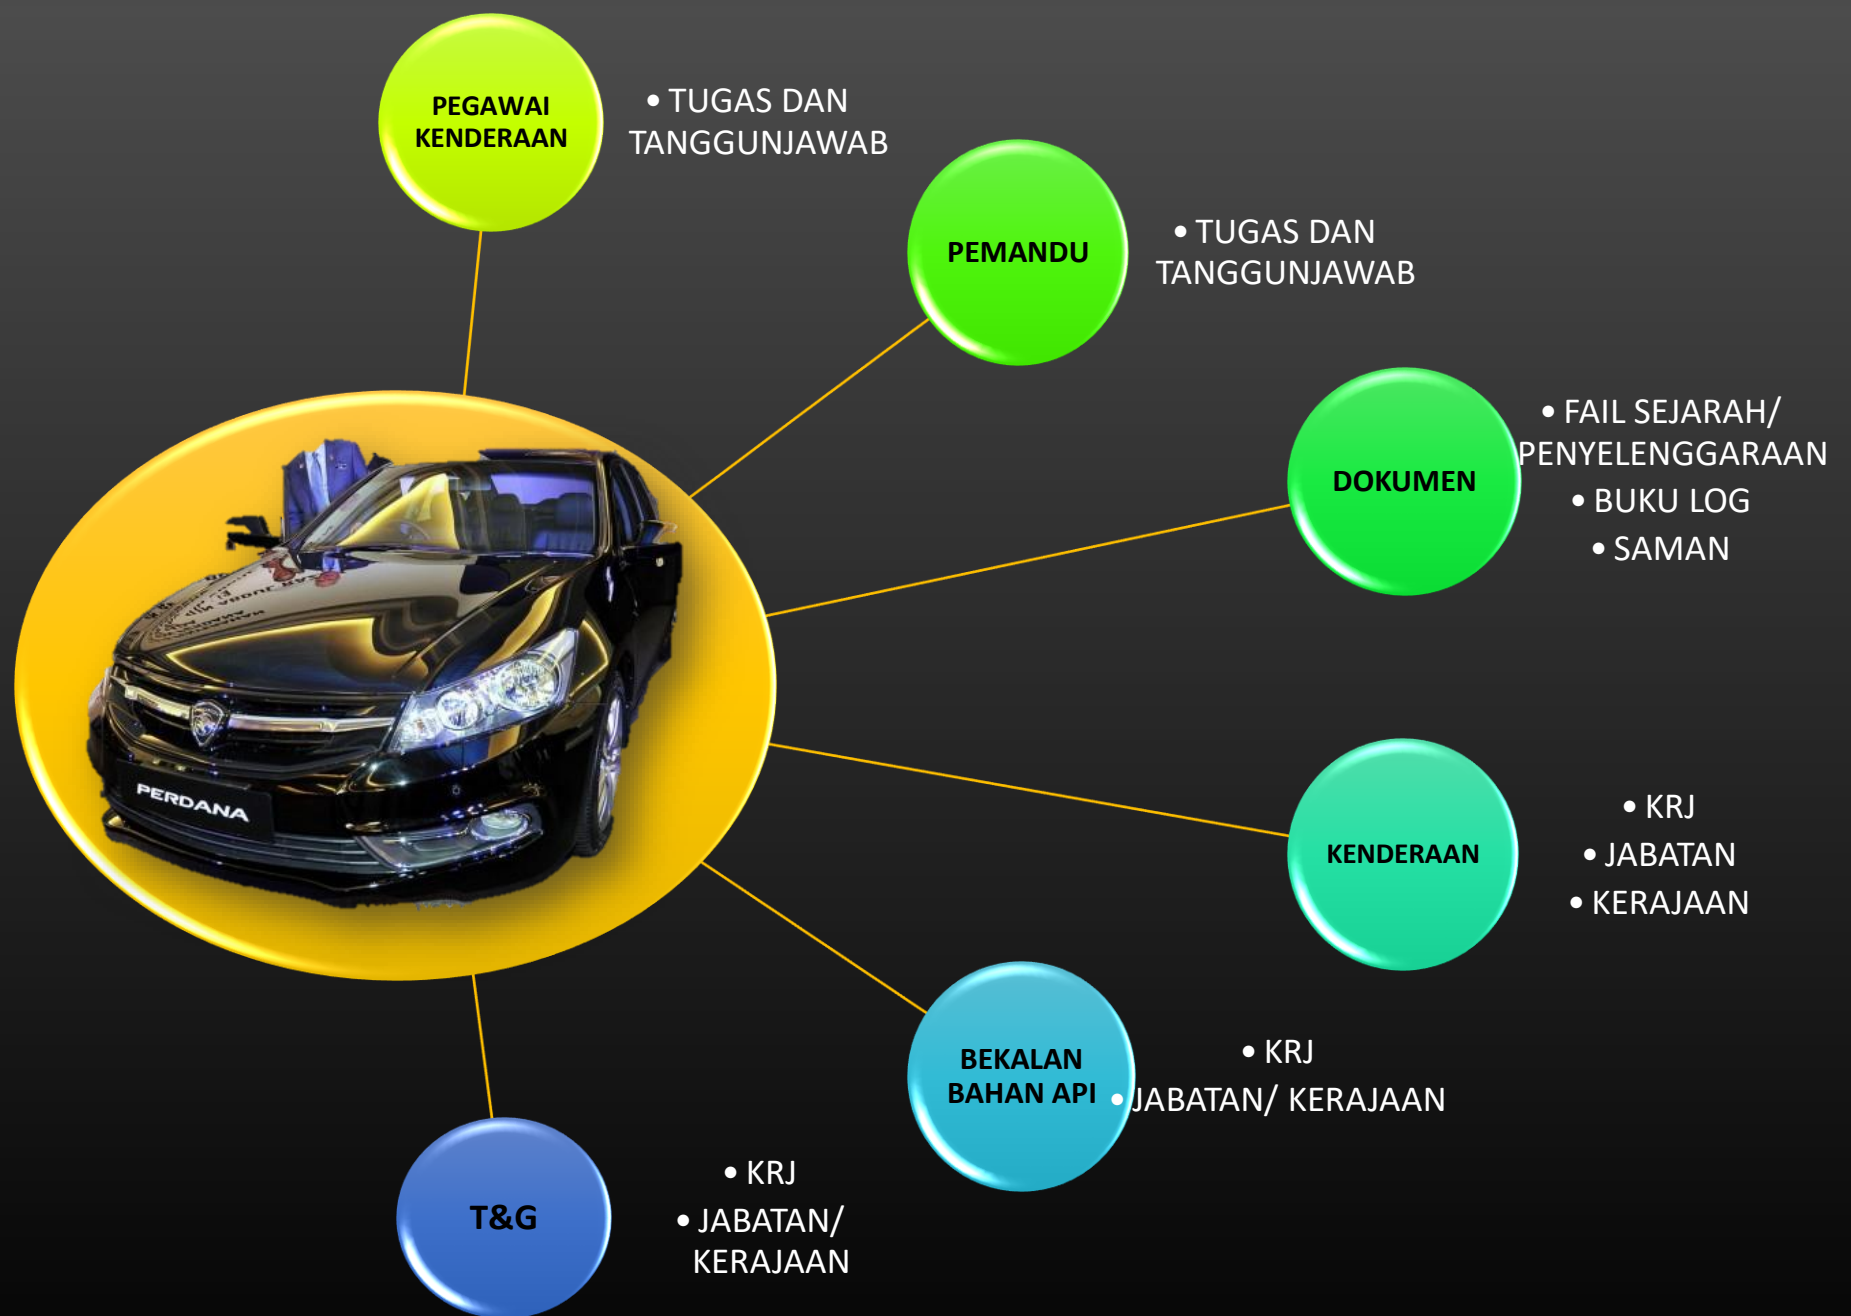 PEGAWAI
KENDERAAN
• TUGAS DAN
TANGGUNJAWAB
PEMANDU
• TUGAS DAN
TANGGUNJAWAB
DOKUMEN
• FAIL SEJARAH/
PENYELENGGARAAN
• BUKU LOG
• SAMAN
KENDERAAN
• KRJ
• JABATAN
• KERAJAAN
BEKALAN
BAHAN API
• KRJ
• JABATAN/ KERAJAAN
T&G
• KRJ
• JABATAN/
KERAJAAN
PERDANA